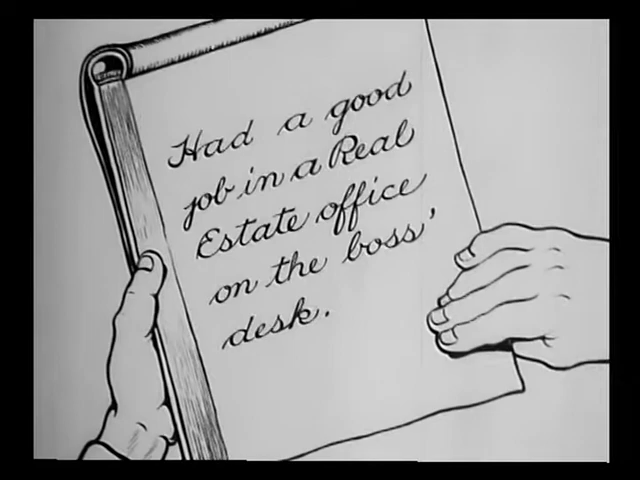 Had a good
job in a Real
Estate office
on the boss'
desk.